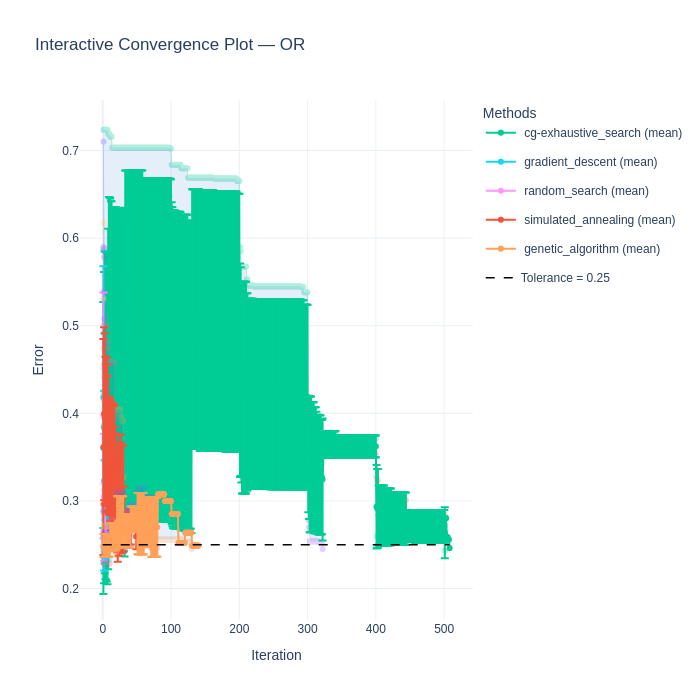 Interactive Convergence Plot — OR
Methods
cg-exhaustive_search (mean)
gradient_descent (mean)
random_search (mean)
simulated_annealing (mean)
genetic_algorithm (mean)
Tolerance = 0.25
Error
0.7
0.6
0.5
0.4
0.3
0.2
0
100
200
300
400
500
Iteration